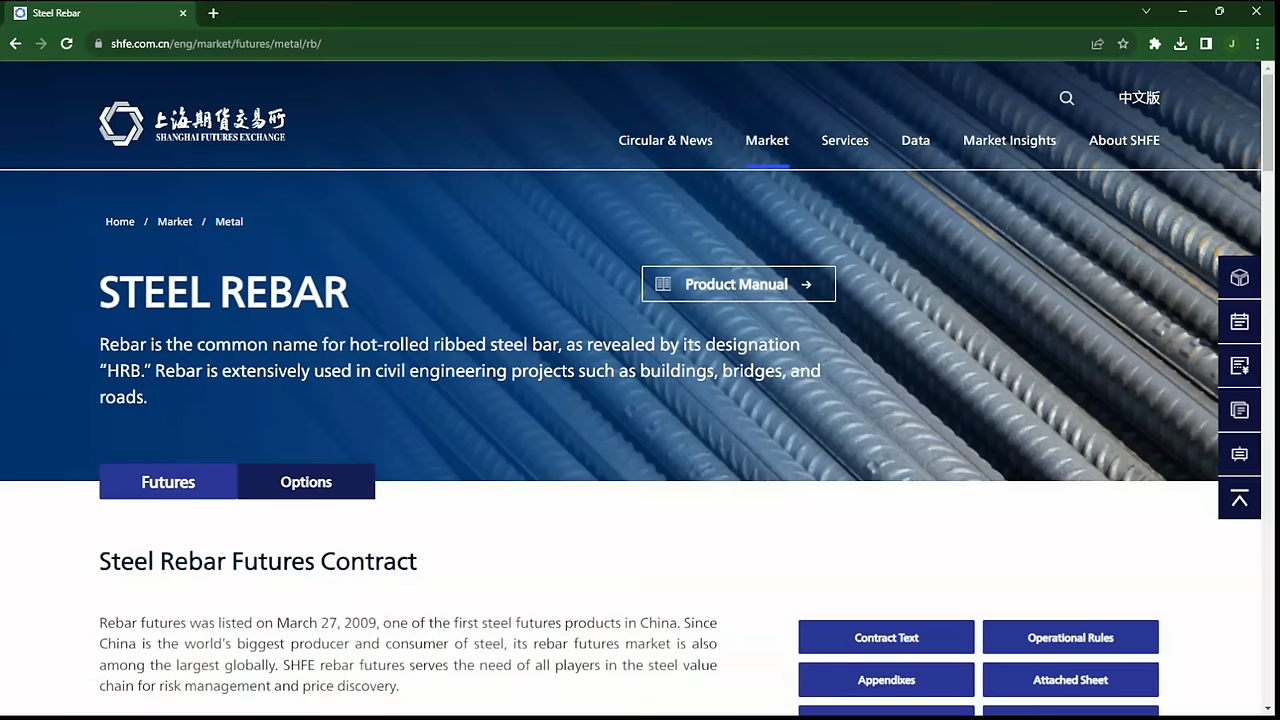 Steel Rebar
shfe.com.cn/eng/market/futures/metal/rb/
J
上海期货交易所
SHANGHAI FUTURES EXCHANGE
中文版
Circular & News
Market
Services
Data
Market Insights
About SHFE
Home / Market / Metal
STEEL REBAR
Product Manual →
Rebar is the common name for hot-rolled ribbed steel bar, as revealed by its designation
“HRB.” Rebar is extensively used in civil engineering projects such as buildings, bridges, and
roads.
Futures
Options
Steel Rebar Futures Contract
Rebar futures was listed on March 27, 2009, one of the first steel futures products in China. Since
China is the world's biggest producer and consumer of steel, its rebar futures market is also
among the largest globally. SHFE rebar futures serves the need of all players in the steel value
chain for risk management and price discovery.
Contract Text
Operational Rules
Appendixes
Attached Sheet